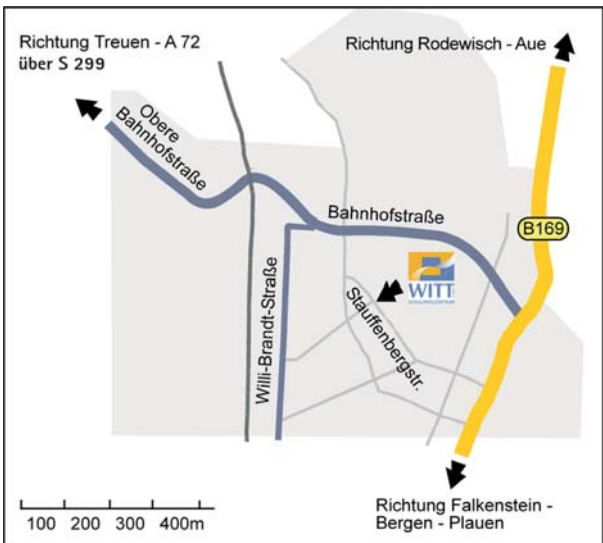 Richtung Treuen - A 72
über S 299
Richtung Rodewisch - Aue
Obere
Bahnhofstraße
Bahnhofstraße
B169
WITT
SCHULUNGSZENTRUM
Willi-Brandt-Straße
Stauffenbergstr.
Richtung Falkenstein -
Bergen - Plauen
100 200 300 400m